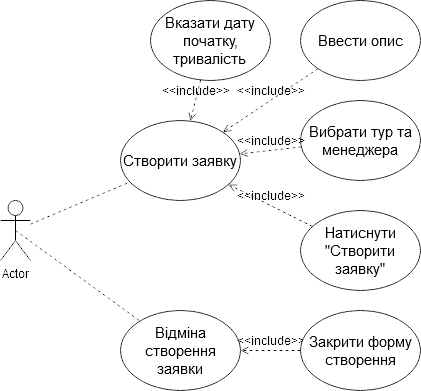 Вказати дату
початку,
тривалість
Ввести опис
<<include>>
<<include>>
Створити заявку
<<include>>
Вибрати тур та
менеджера
<<include>>
Натиснути
"Створити
заявку"
Actor
Відміна
створення
заявки
<<include>>
Закрити форму
створення